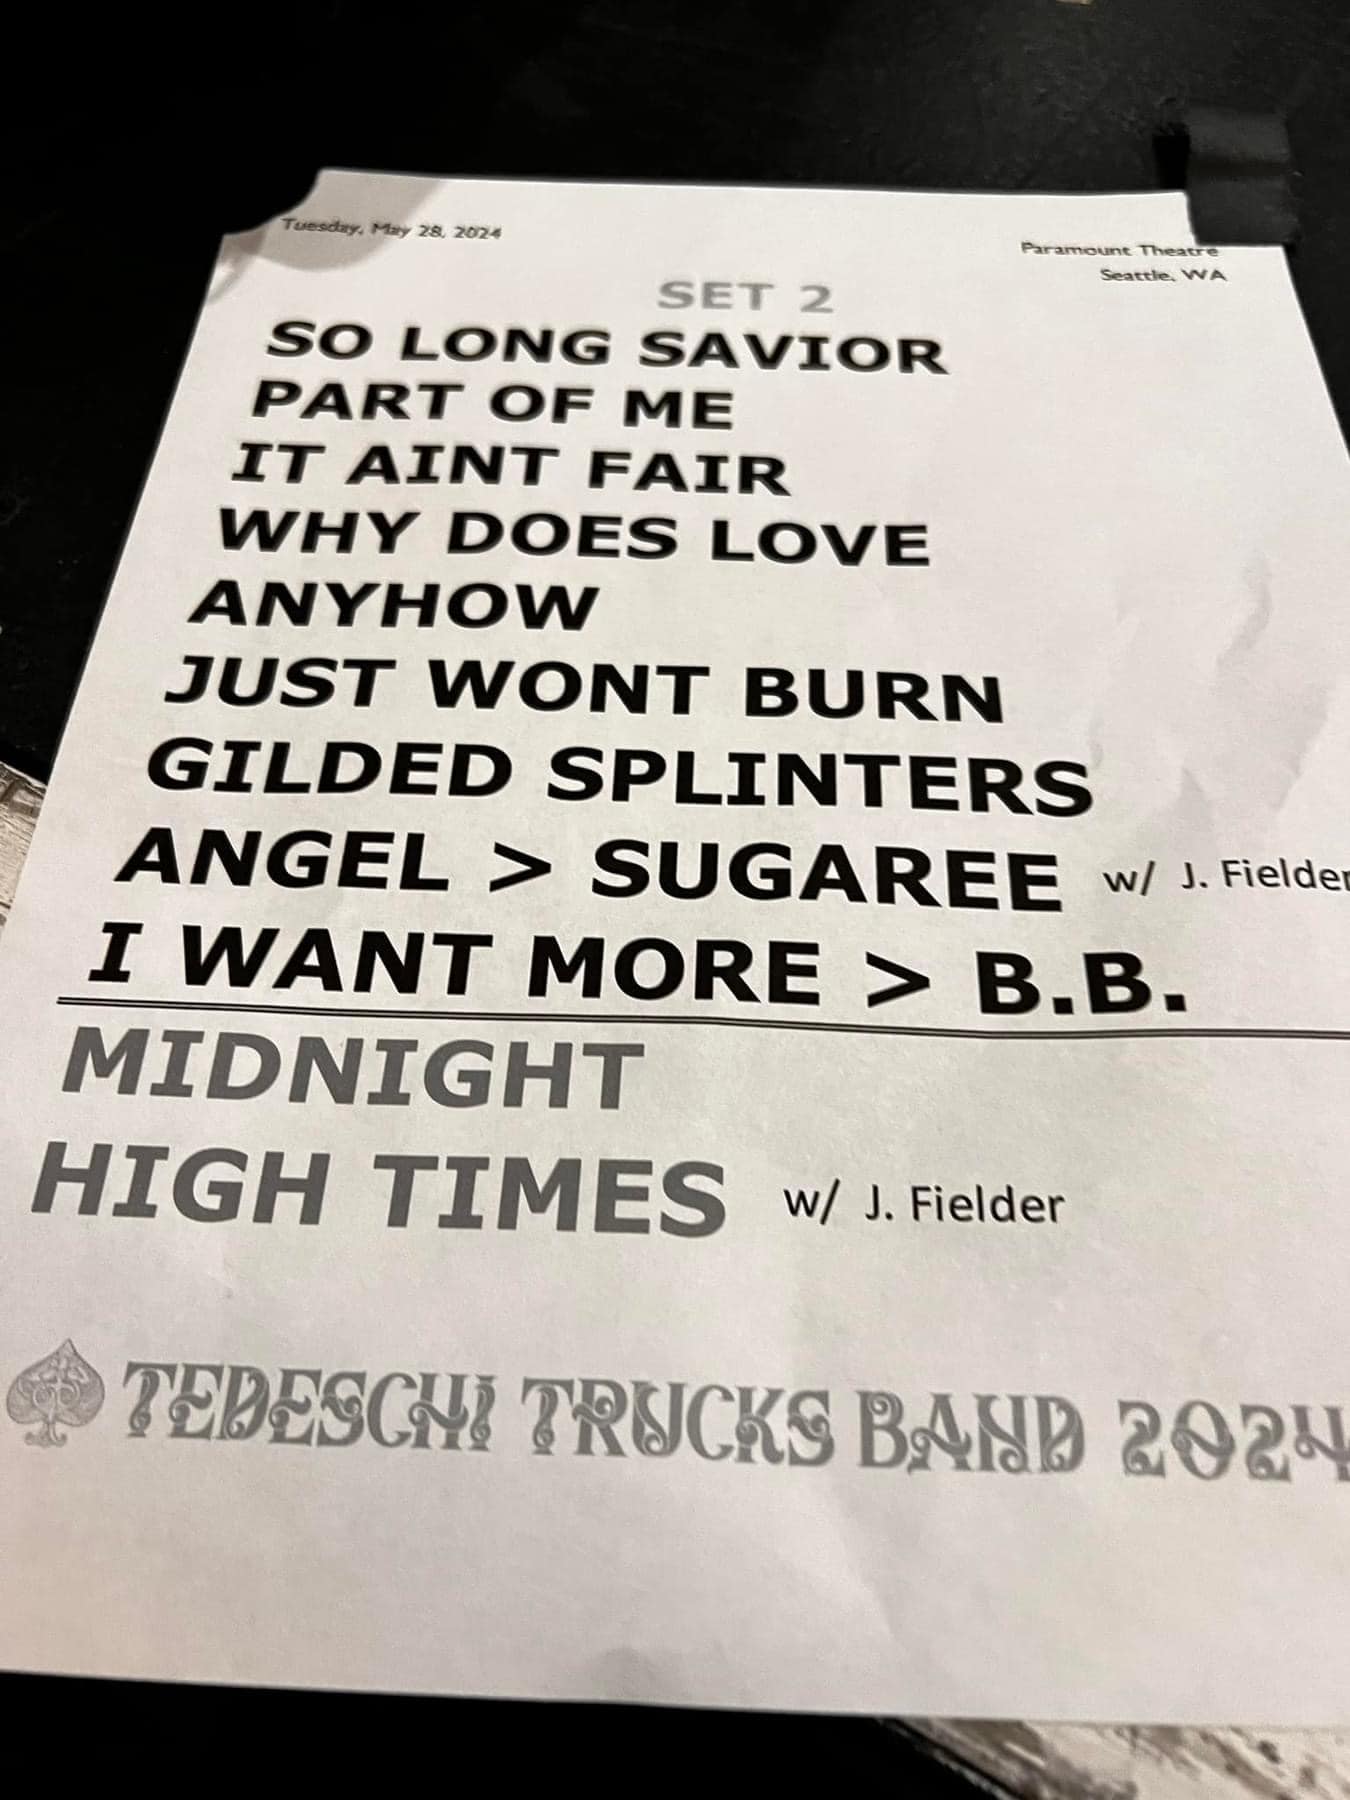 Tuesday, May 28, 2024
Paramount Theatre
Seattle, WA
SET 2
SO LONG SAVIOR
PART OF ME
IT AINT FAIR
WHY DOES LOVE
ANYHOW
JUST WONT BURN
GILDED SPLINTERS
ANGEL > SUGAREE w/ J. Fielder
I WANT MORE > B.B.
MIDNIGHT
HIGH TIMES w/ J. Fielder
TEDESCHI TRUCKS BAND 2024